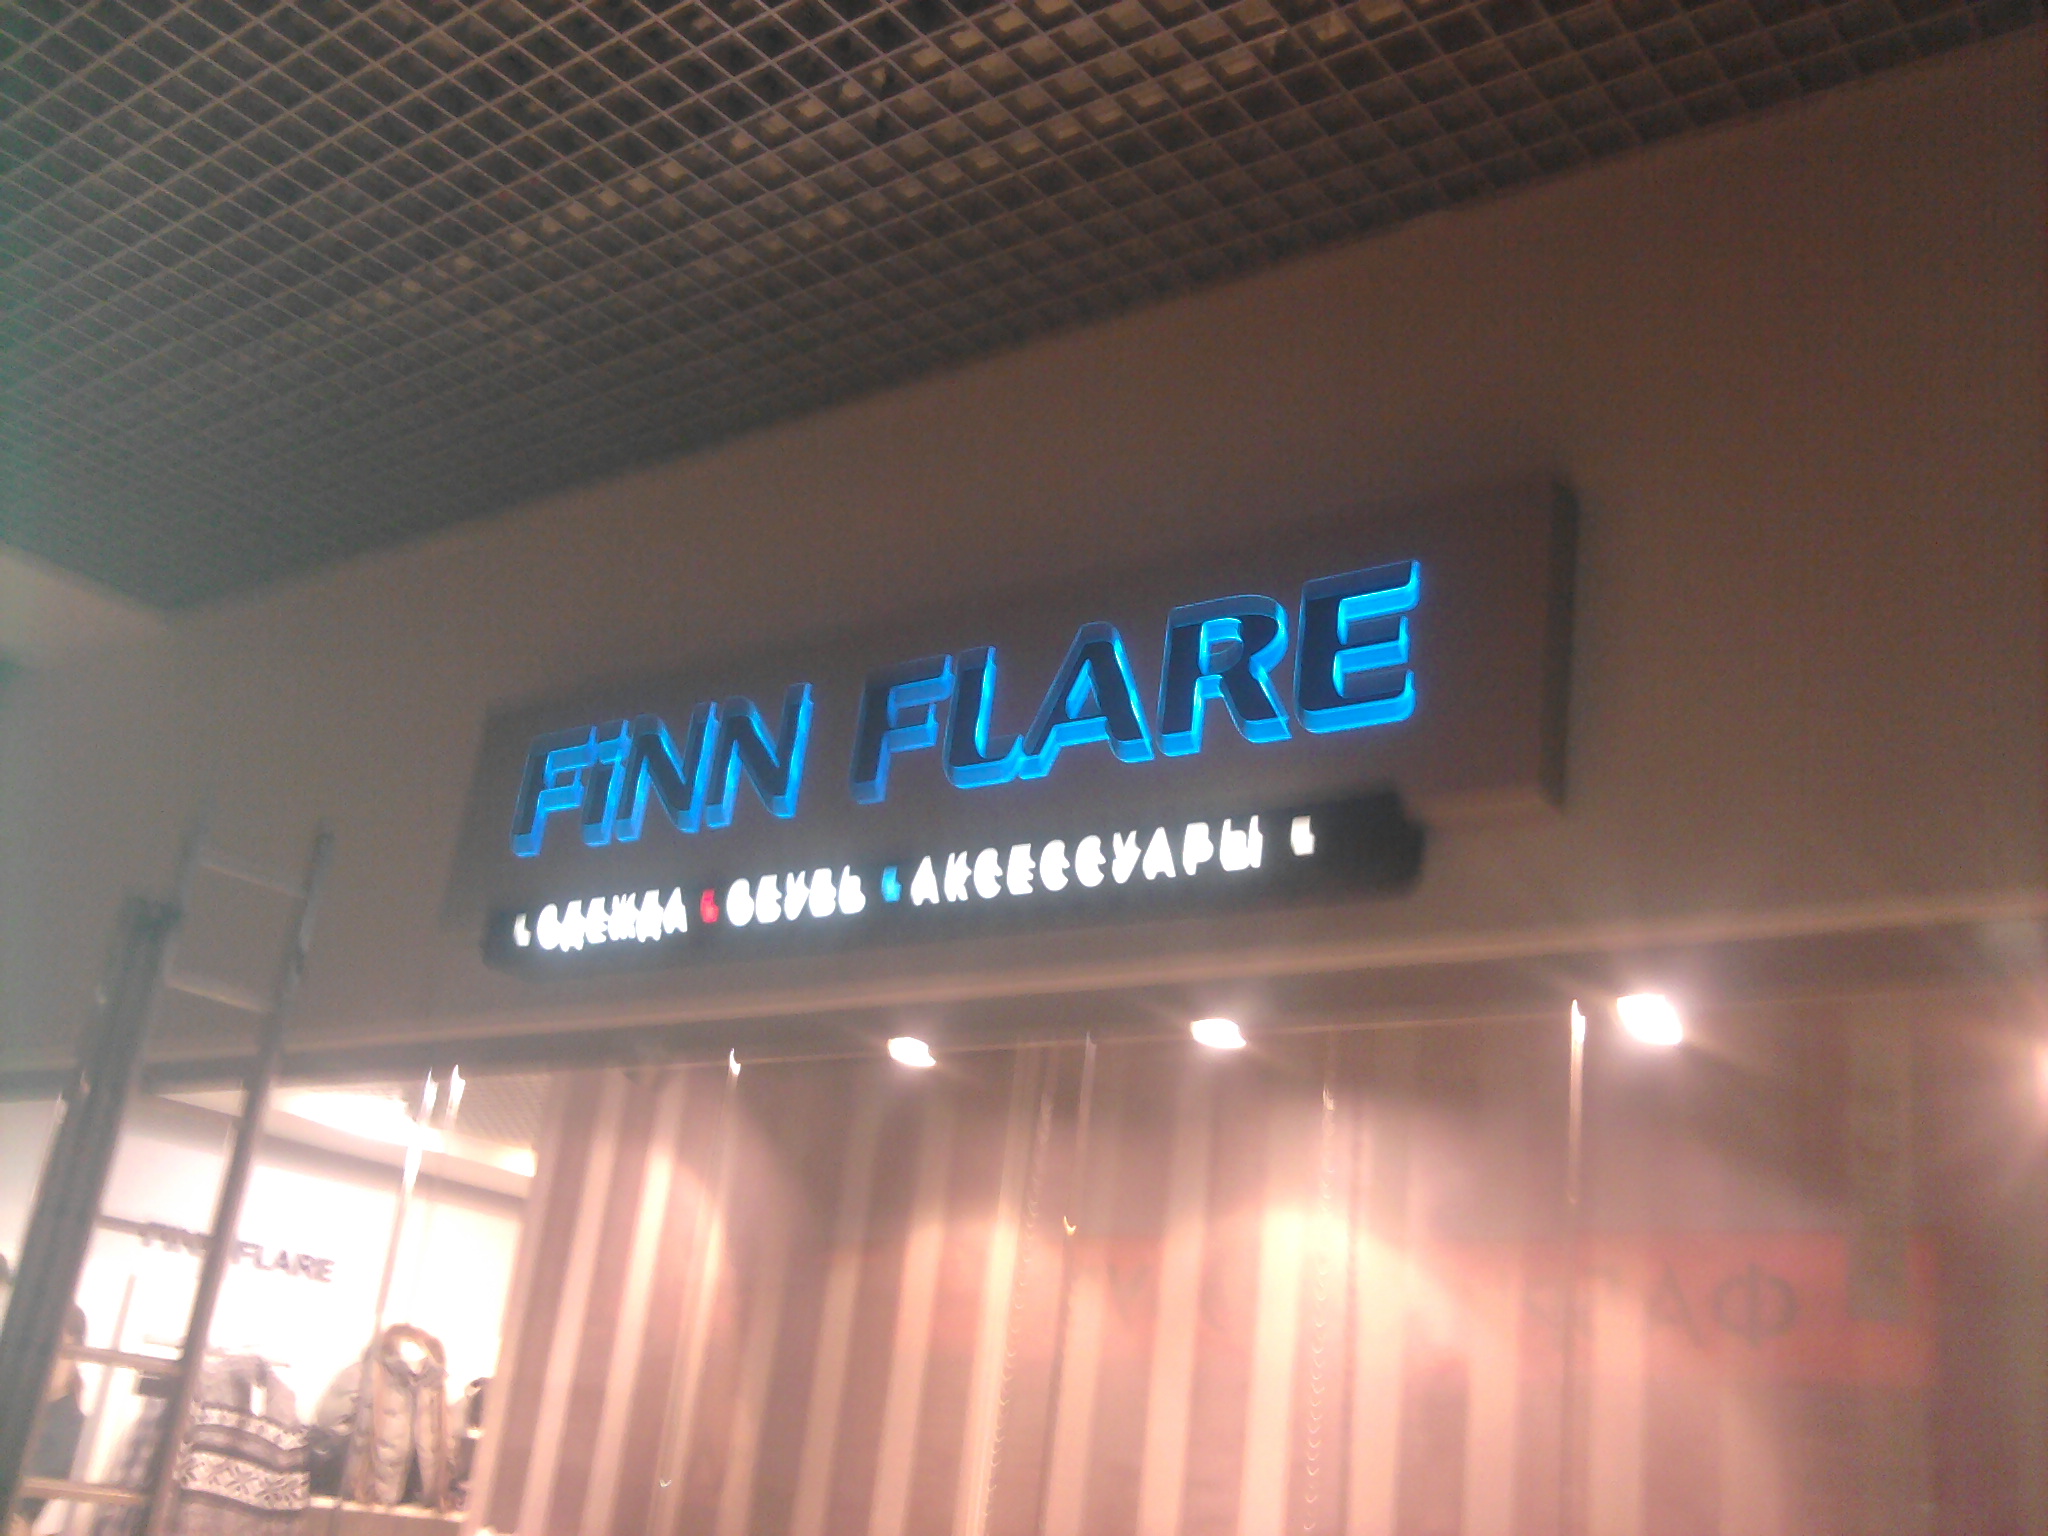 FiNN FLARE
ОДЕЖДА ОБУВЬ АКСЕССУАРЫ
FINN FLARE